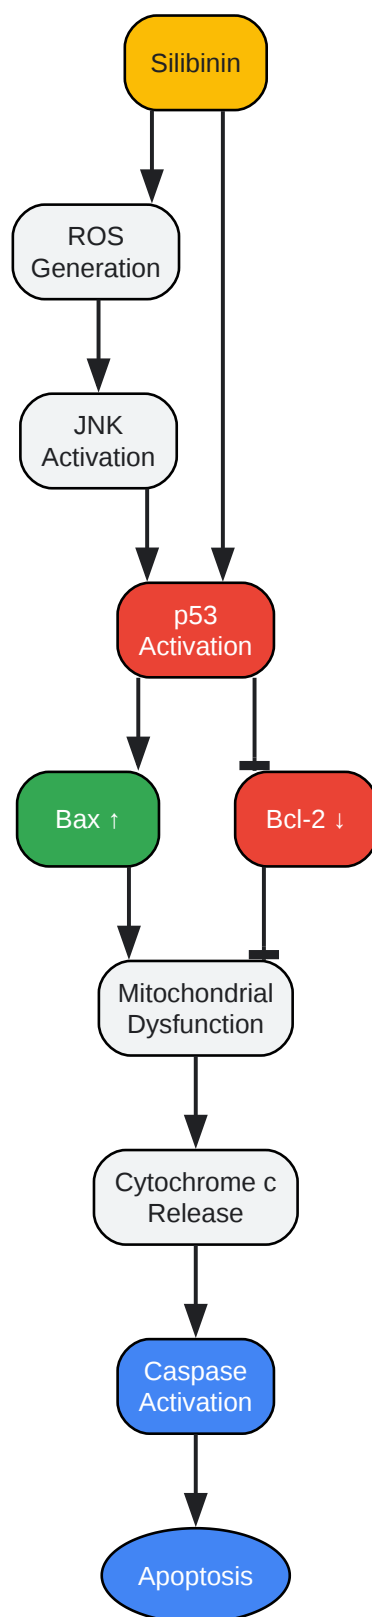 Silibinin
ROS
Generation
JNK
Activation
p53
Activation
Bax ↑
Bcl-2 ↓
Mitochondrial
Dysfunction
Cytochrome c
Release
Caspase
Activation
Apoptosis